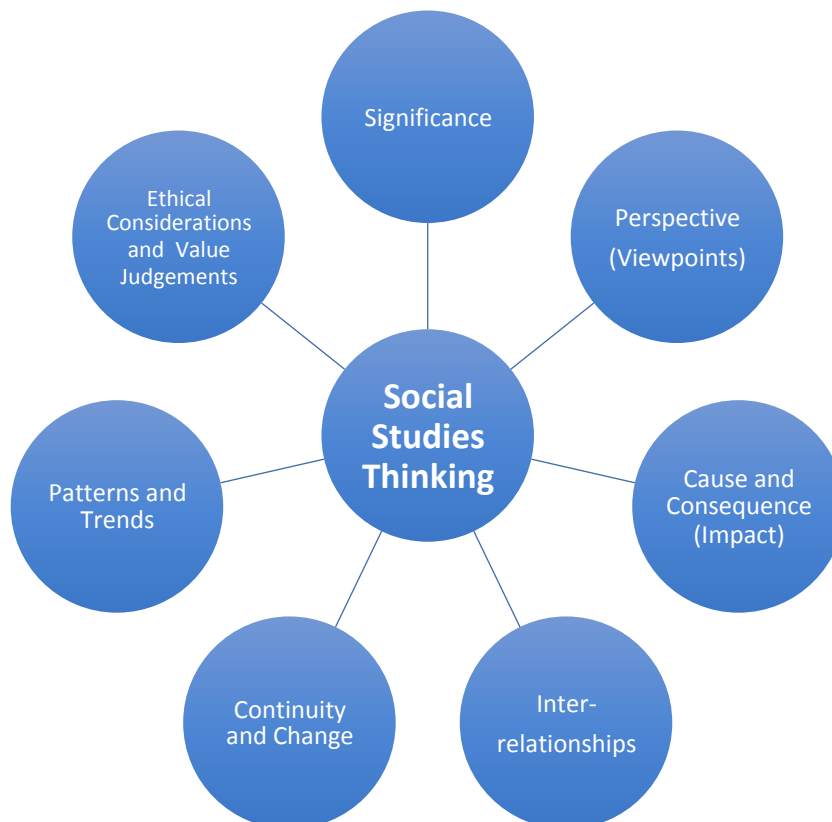 Significance
Perspective
(Viewpoints)
Cause and
Consequence
(Impact)
Inter-
relationships
Continuity
and Change
Patterns and
Trends
Ethical
Considerations
and Value
Judgements
Social
Studies
Thinking